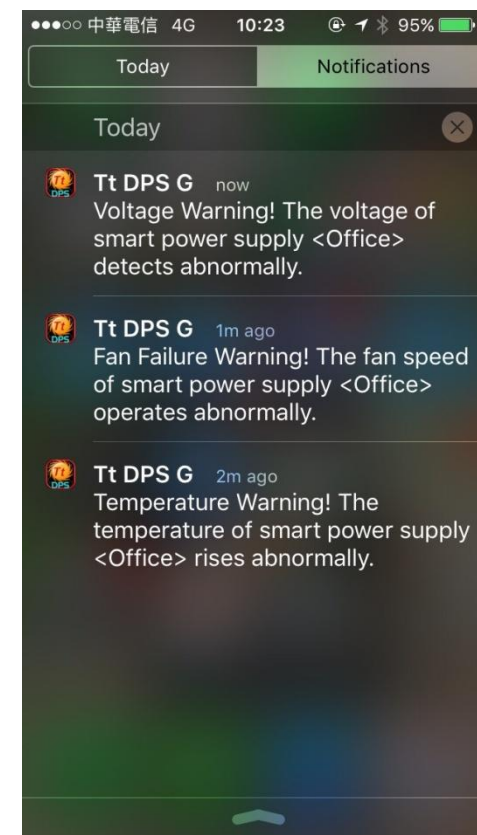 中華電信 4G 10:23 95%
Today Notifications
Today
Tt DPS G now
Voltage Warning! The voltage of
smart power supply <Office>
detects abnormally.
Tt DPS G 1m ago
Fan Failure Warning! The fan speed
of smart power supply <Office>
operates abnormally.
Tt DPS G 2m ago
Temperature Warning! The
temperature of smart power supply
<Office> rises abnormally.